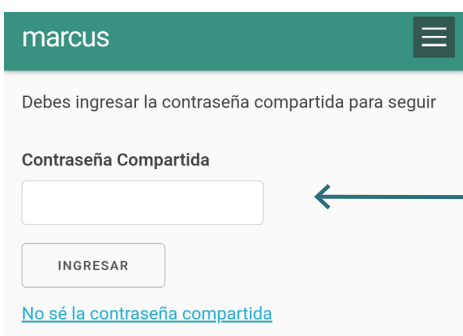 marcus
Debes ingresar la contraseña compartida para seguir
Contraseña Compartida
INGRESAR
No sé la contraseña compartida